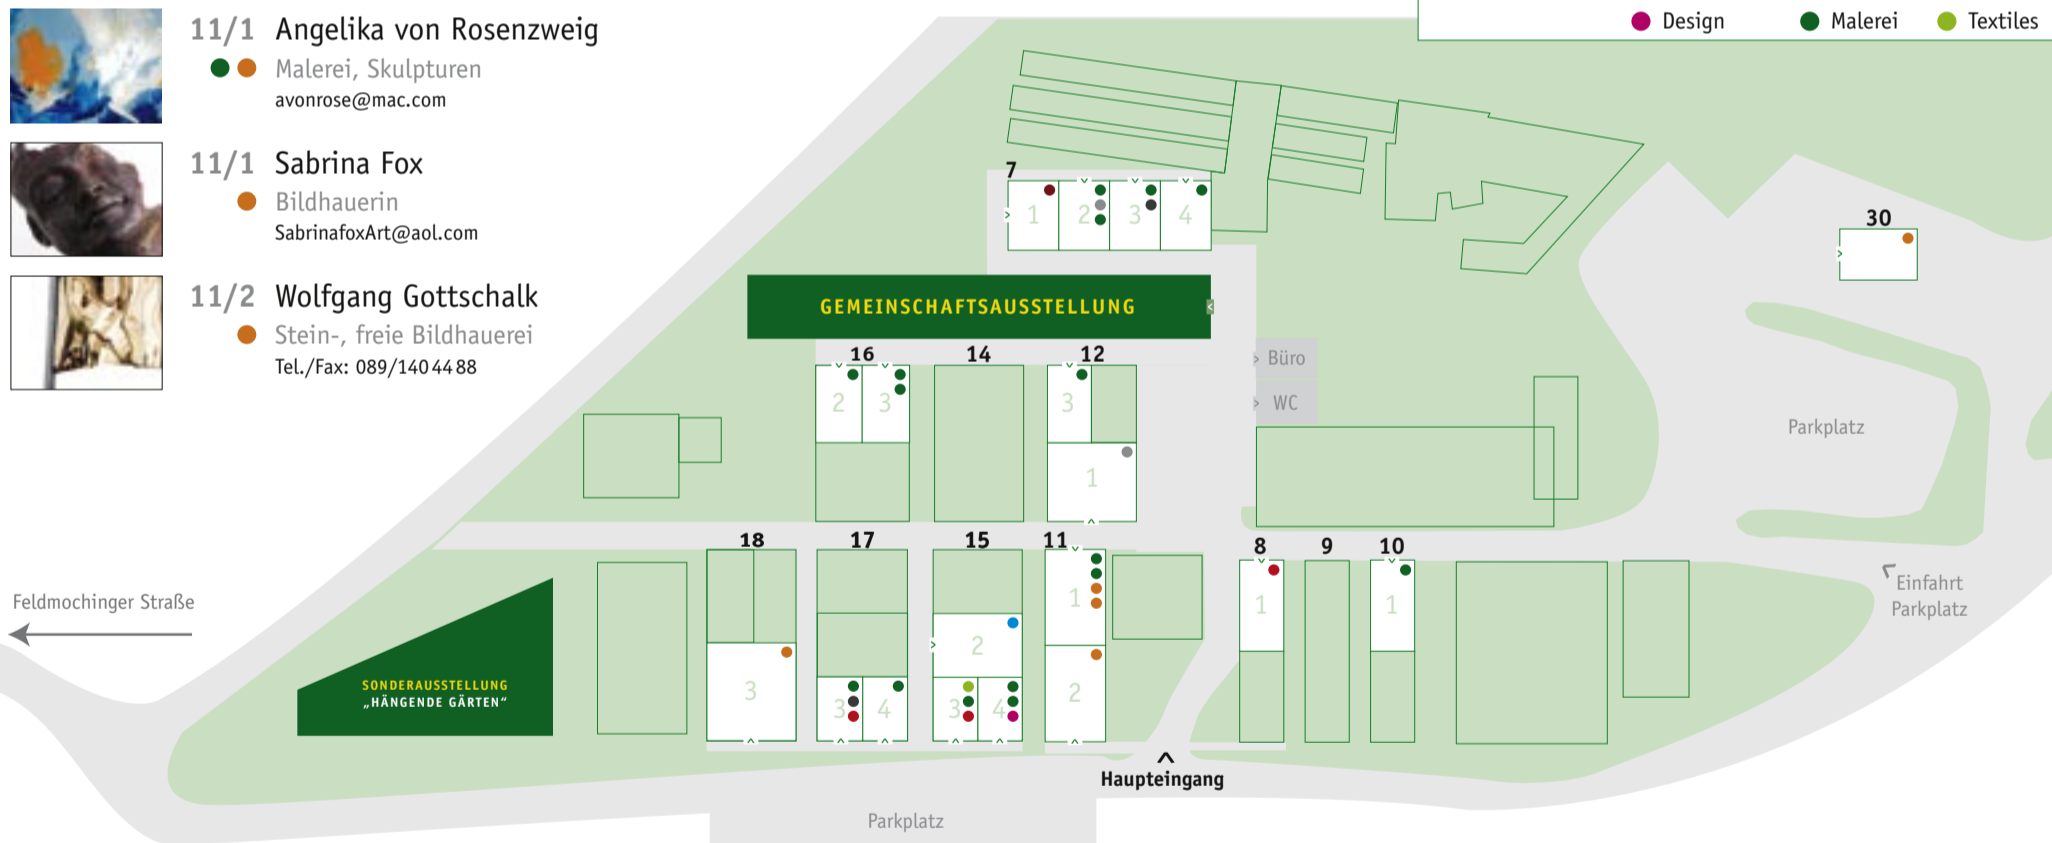 11/1 Angelika von Rosenzweig
Malerei, Skulpturen
avonrose@mac.com
11/1 Sabrina Fox
Bildhauerin
SabrinafoxArt@aol.com
11/2 Wolfgang Gottschalk
Stein-, freie Bildhauerei
Tel./Fax: 089/140 44 88
Design Malerei Textiles
7
1 2 3 4
30
GEMEINSCHAFTSAUSSTELLUNG
16 14 12
Büro
2 3 3
WC
Parkplatz
1
18 17 15 11 8 9 10
1 1 1
Einfahrt
Parkplatz
Feldmochinger Straße
2
SONDERAUSSTELLUNG
„HÄNGENDE GÄRTEN“
3 3 4 3 4 2
Haupteingang
Parkplatz